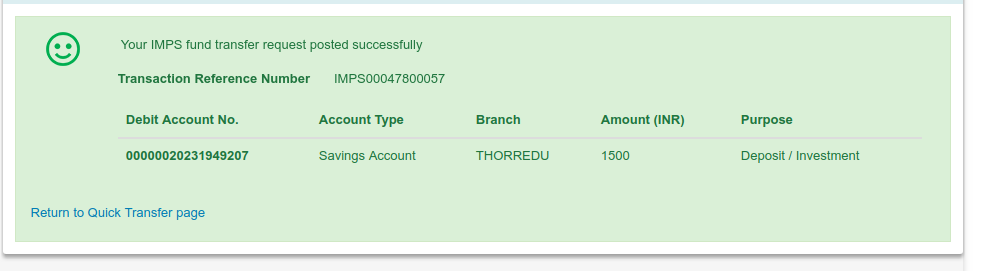 Your IMPS fund transfer request posted successfully
Transaction Reference Number IMPS00047800057
Debit Account No. Account Type Branch Amount (INR) Purpose
00000020231949207 Savings Account THORREDU 1500 Deposit / Investment
Return to Quick Transfer page